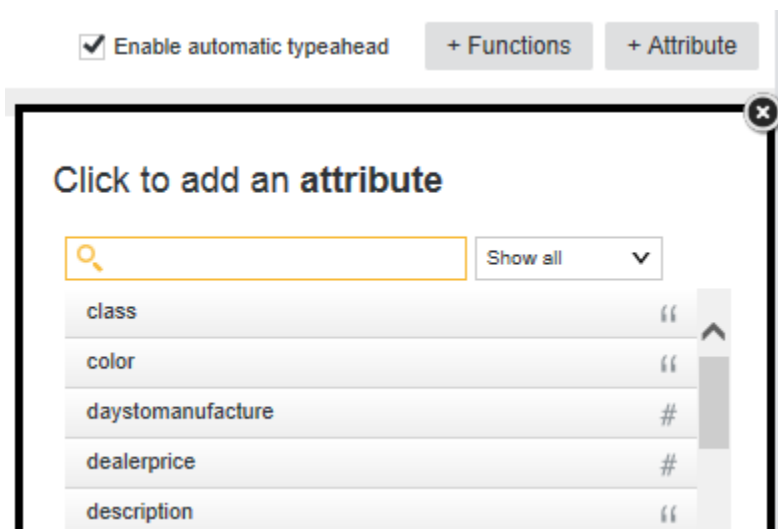 Enable automatic typeahead + Functions + Attribute
Click to add an attribute
Show all
class “
color “
daystomanufacture #
dealerprice #
description “